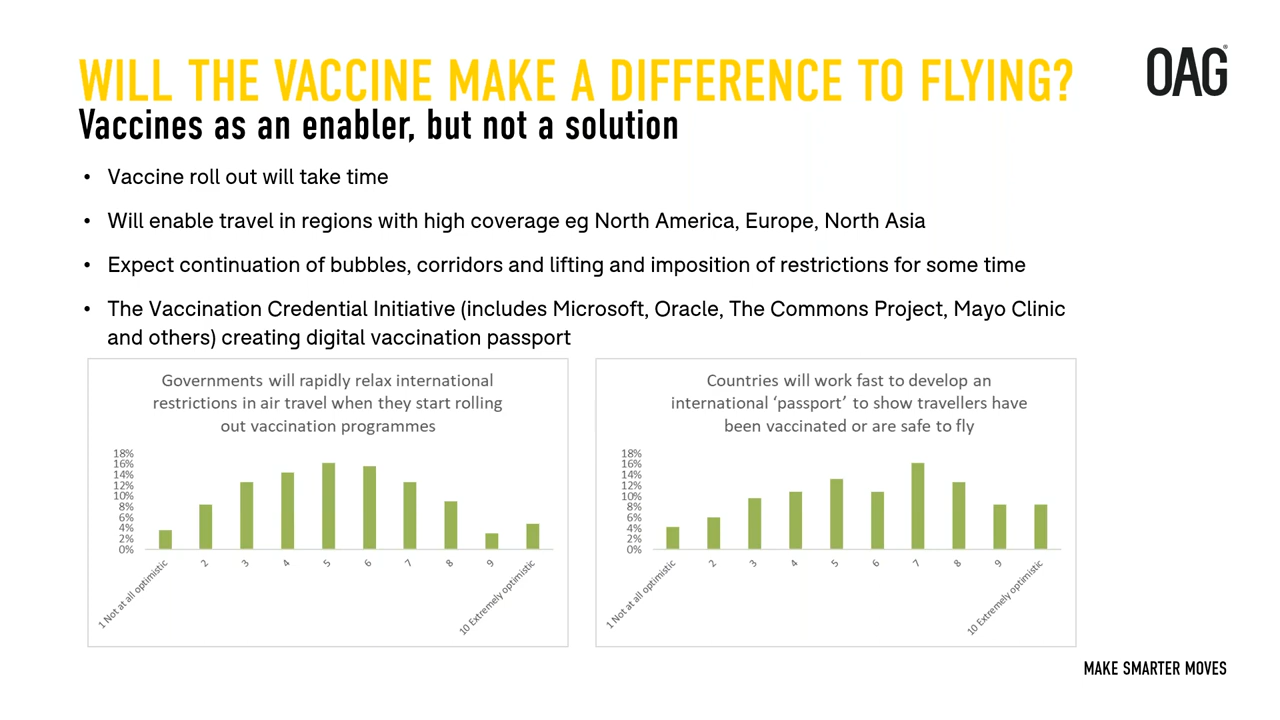 WILL THE VACCINE MAKE A DIFFERENCE TO FLYING?
OAG®
Vaccines as an enabler, but not a solution
• Vaccine roll out will take time
• Will enable travel in regions with high coverage eg North America, Europe, North Asia
• Expect continuation of bubbles, corridors and lifting and imposition of restrictions for some time
• The Vaccination Credential Initiative (includes Microsoft, Oracle, The Commons Project, Mayo Clinic
and others) creating digital vaccination passport
Governments will rapidly relax international
restrictions in air travel when they start rolling
out vaccination programmes
18%
16%
14%
12%
10%
8%
6%
4%
2%
0%
1 Not at all optimistic
2
3
4
5
6
7
8
9
10 Extremely optimistic
Countries will work fast to develop an
international ‘passport’ to show travellers have
been vaccinated or are safe to fly
18%
16%
14%
12%
10%
8%
6%
4%
2%
0%
1 Not at all optimistic
2
3
4
5
6
7
8
9
10 Extremely optimistic
MAKE SMARTER MOVES